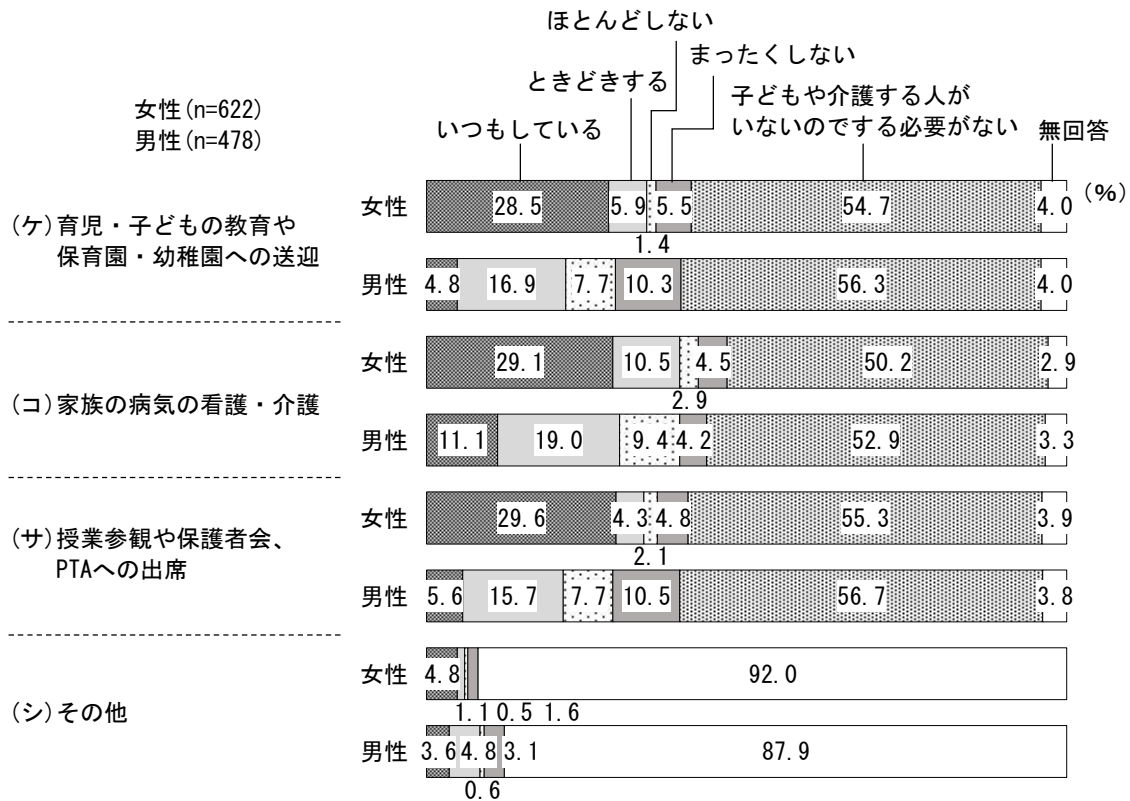 女性(n=622)
男性(n=478)
いつもしている
ときどきする
ほとんどしない
まったくしない
子どもや介護する人が
いないのでする必要がない
無回答
(%)
(ケ)育児・子どもの教育や
保育園・幼稚園への送迎
女性 28.5 5.9 5.5 54.7 4.0
1.4
男性 4.8 16.9 7.7 10.3 56.3 4.0
(コ)家族の病気の看護・介護
女性 29.1 10.5 4.5 50.2 2.9
2.9
男性 11.1 19.0 9.4 4.2 52.9 3.3
(サ)授業参観や保護者会、
PTAへの出席
女性 29.6 4.3 4.8 55.3 3.9
2.1
男性 5.6 15.7 7.7 10.5 56.7 3.8
(シ)その他
女性 4.8 92.0
1.1 0.5 1.6
男性 3.6 4.8 3.1 87.9
0.6